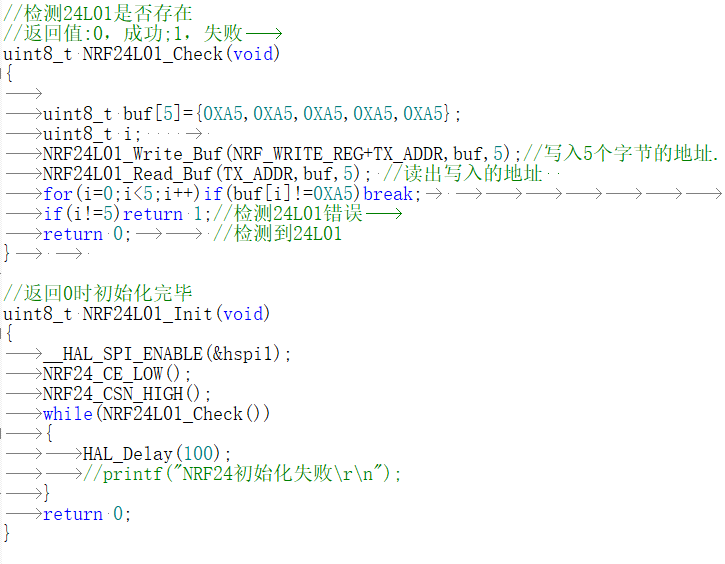 //检测24L01是否存在
//返回值:0，成功;1，失败
uint8_t NRF24L01_Check(void)
{
uint8_t buf[5]={0XA5,0XA5,0XA5,0XA5,0XA5};
uint8_t i;
NRF24L01_Write_Buf(NRF_WRITE_REG+TX_ADDR,buf,5);//写入5个字节的地址.
NRF24L01_Read_Buf(TX_ADDR,buf,5); //读出写入的地址
for(i=0;i<5;i++)if(buf[i]!=0XA5)break;
if(i!=5)return 1;//检测24L01错误
return 0; //检测到24L01
}
//返回0时初始化完毕
uint8_t NRF24L01_Init(void)
{
__HAL_SPI_ENABLE(&hspi1);
NRF24_CE_LOW();
NRF24_CSN_HIGH();
while(NRF24L01_Check())
{
HAL_Delay(100);
//printf("NRF24初始化失败\r\n");
}
return 0;
}